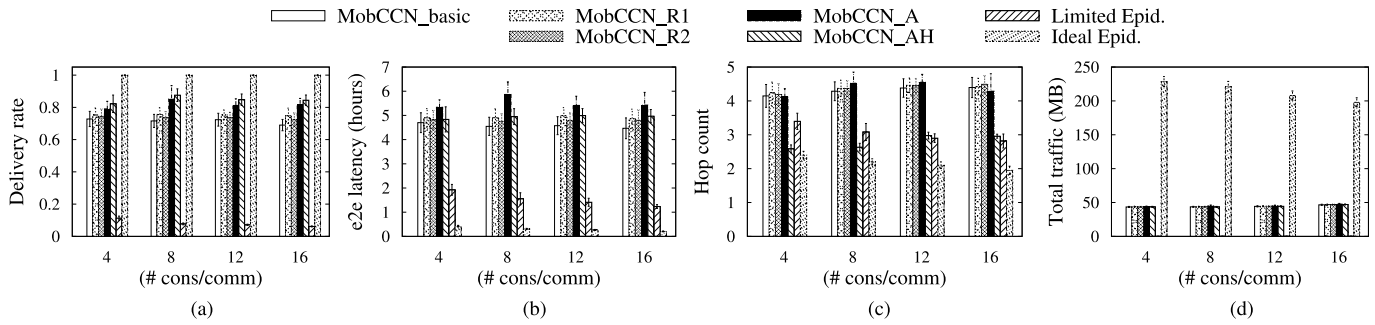 MobCCN_basic MobCCN_R1 MobCCN_A Limited Epid.
MobCCN_R2 MobCCN_AH Ideal Epid.
Delivery rate
1
0.8
0.6
0.4
0.2
0
4 8 12 16
(# cons/comm)
(a)
e2e latency (hours)
7
6
5
4
3
2
1
0
4 8 12 16
(# cons/comm)
(b)
Hop count
5
4
3
2
1
0
4 8 12 16
(# cons/comm)
(c)
Total traffic (MB)
250
200
150
100
50
0
4 8 12 16
(# cons/comm)
(d)